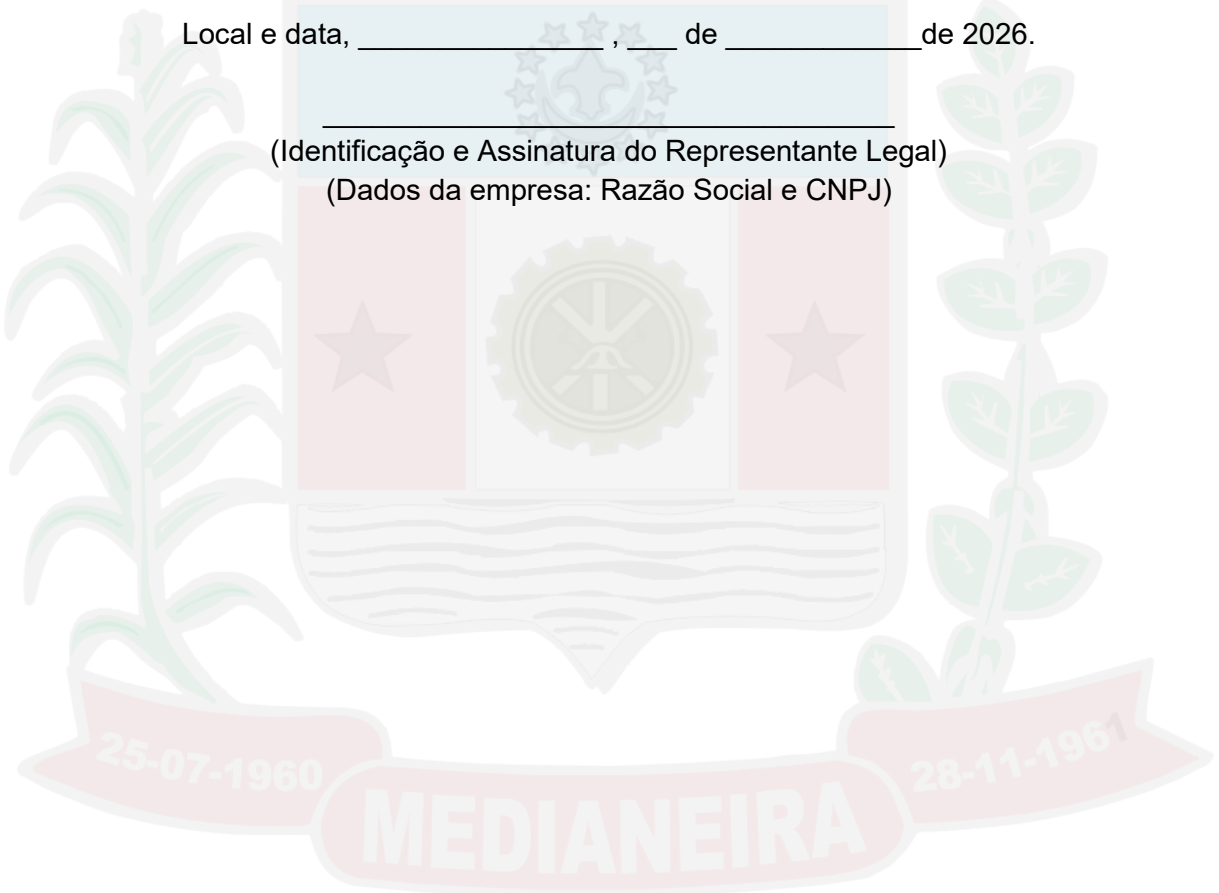 Local e data, _______________ , ___ de ____________de 2026.
___________________________________
(Identificação e Assinatura do Representante Legal)
(Dados da empresa: Razão Social e CNPJ)
25-07-1960
28-11-1961
MEDIANEIRA